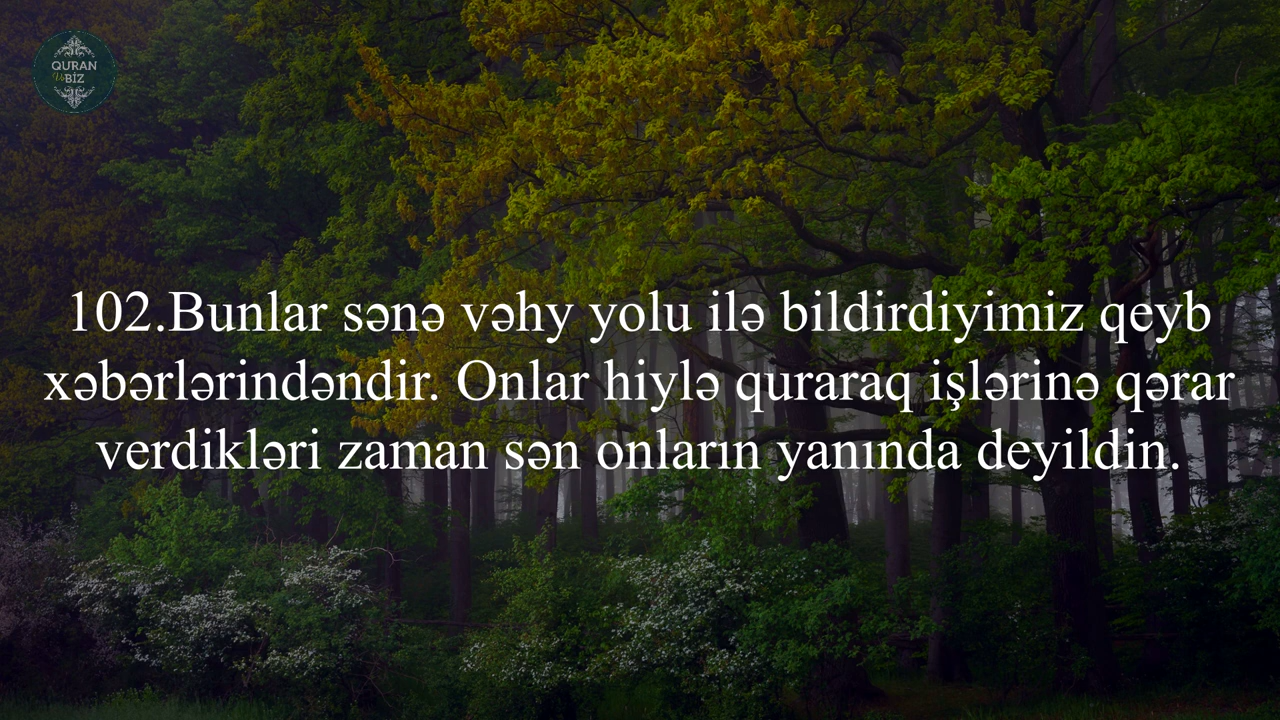 QURAN
Və BİZ
102.Bunlar sənə vəhy yolu ilə bildirdiyimiz qeyb
xəbərlərindəndir. Onlar hiylə quraraq işlərinə qərar
verdikləri zaman sən onların yanında deyildin.